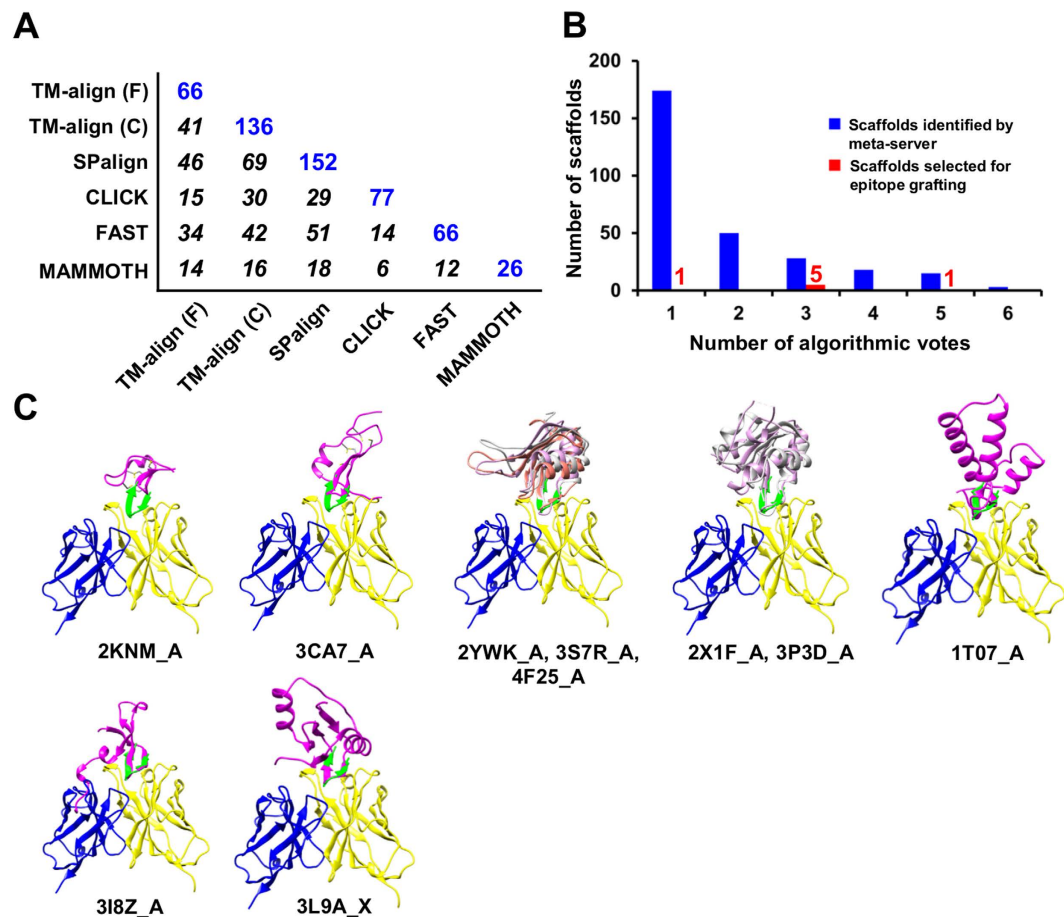 A
TM-align (F) 66
TM-align (C) 41 136
SPalign 46 69 152
CLICK 15 30 29 77
FAST 34 42 51 14 66
MAMMOTH 14 16 18 6 12 26
TM-align (F) TM-align (C) SPalign CLICK FAST MAMMOTH
B
Number of scaffolds
200
150
100
50
0
Scaffolds identified by
meta-server
Scaffolds selected for
epitope grafting
1 5 1
1 2 3 4 5 6
Number of algorithmic votes
C
2KNM_A 3CA7_A 2YWK_A, 3S7R_A, 2X1F_A, 3P3D_A 1T07_A
4F25_A
3I8Z_A 3L9A_X